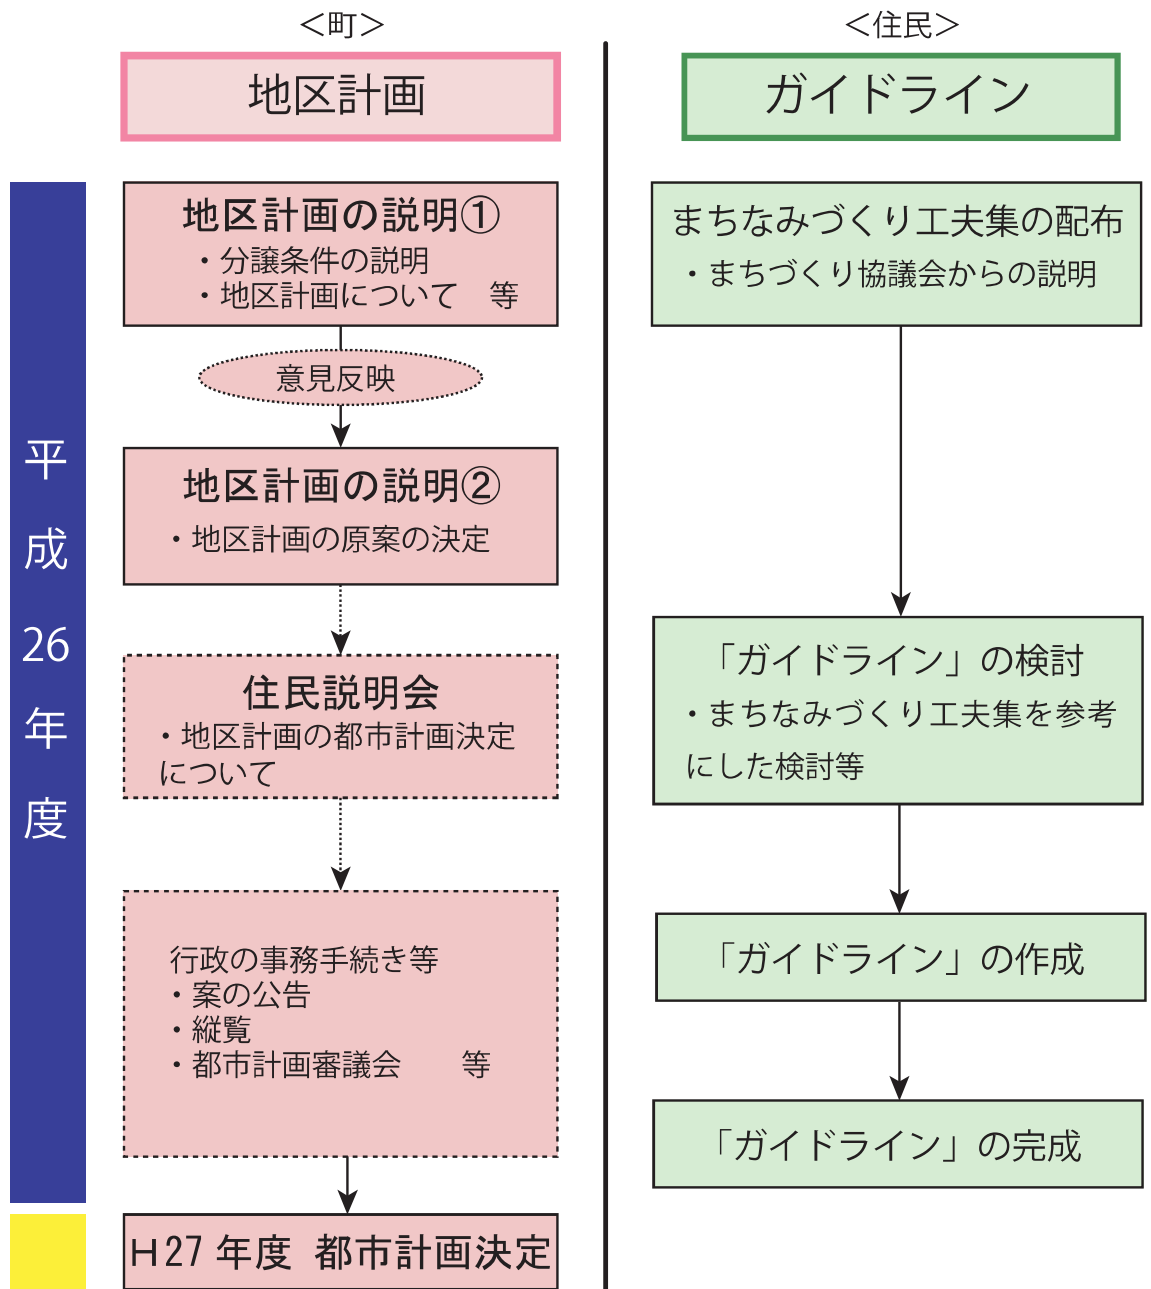 ＜町＞
地区計画
地区計画の説明①
・分譲条件の説明
・地区計画について　等
意見反映
地区計画の説明②
・地区計画の原案の決定
住民説明会
・地区計画の都市計画決定
について
行政の事務手続き等
・案の公告
・縦覧
・都市計画審議会　　等
H27 年度 都市計画決定
＜住民＞
ガイドライン
まちなみづくり工夫集の配布
・まちづくり協議会からの説明
「ガイドライン」の検討
・まちなみづくり工夫集を参考
にした検討等
「ガイドライン」の作成
「ガイドライン」の完成
平成26年度